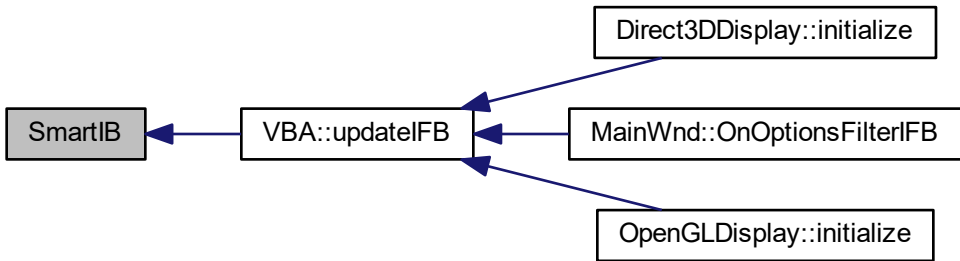 Direct3DDisplay::initialize
SmartIB
VBA::updateIFB
MainWnd::OnOptionsFilterIFB
OpenGLDisplay::initialize